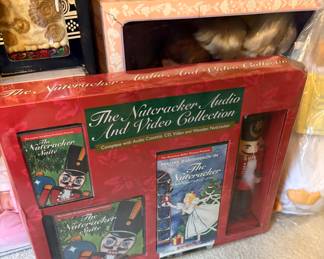 The Nutcracker Audio And Video Collection
The Nutcracker Audio
And Video Collection
Complete with Audio Cassette, CD, Video and Wooden Nutcracker
The
Nutcracker
Suite
The
Nutcracker
The
Nutcracker
Suite